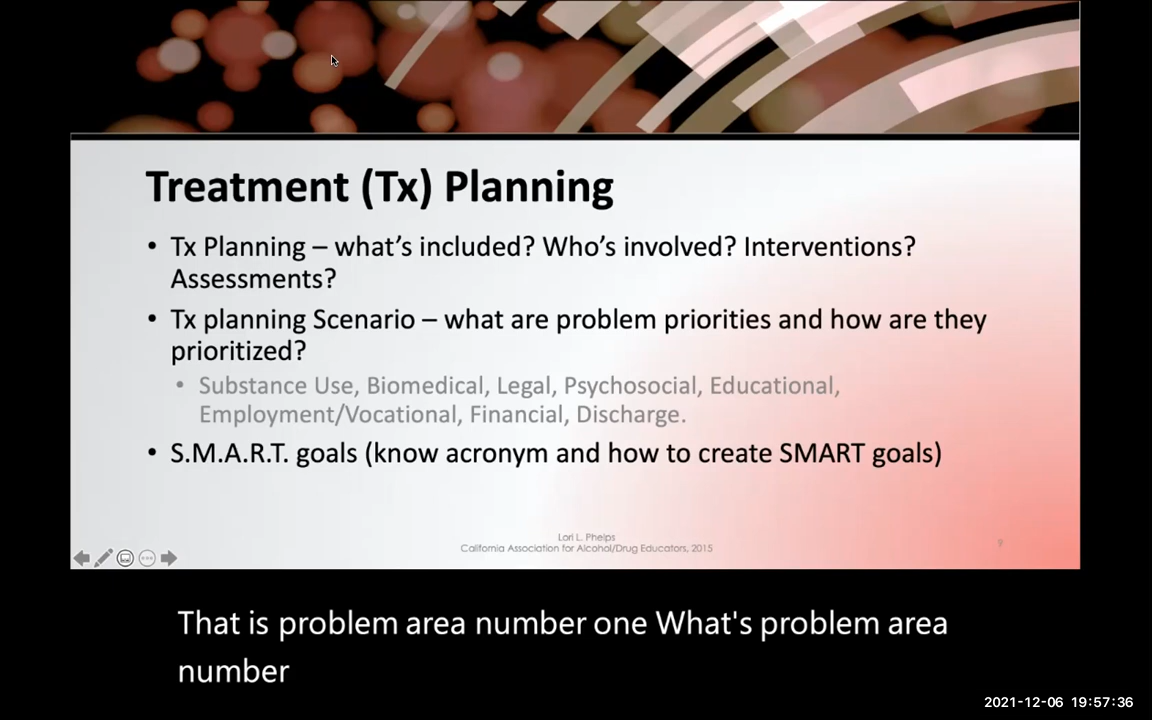 Treatment (Tx) Planning
• Tx Planning – what's included? Who's involved? Interventions?
Assessments?
• Tx planning Scenario – what are problem priorities and how are they
prioritized?
• Substance Use, Biomedical, Legal, Psychosocial, Educational,
Employment/Vocational, Financial, Discharge.
• S.M.A.R.T. goals (know acronym and how to create SMART goals)
Lori L. Phelps
California Association for Alcohol/Drug Educators, 2015
9
That is problem area number one What's problem area
number
2021-12-06 19:57:36